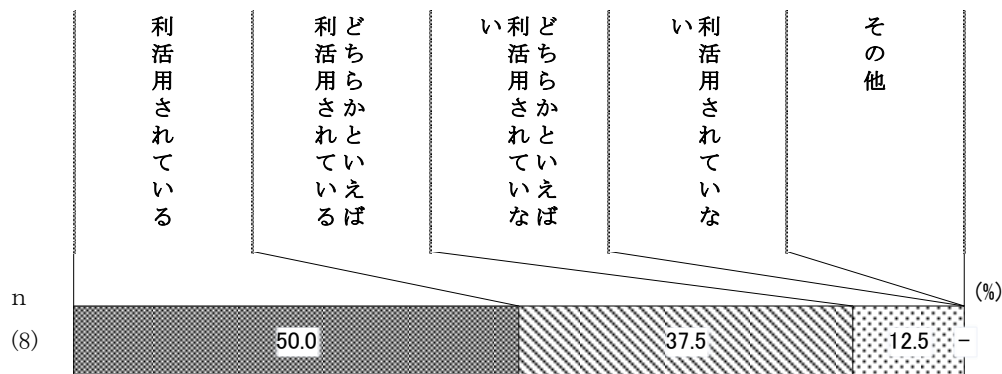 利活用されている
どちらかといえば
利活用されている
どちらかといえば
利活用されていな
い
利活用されていな
い
その他
(%)
n
(8)
50.0
37.5
12.5
-